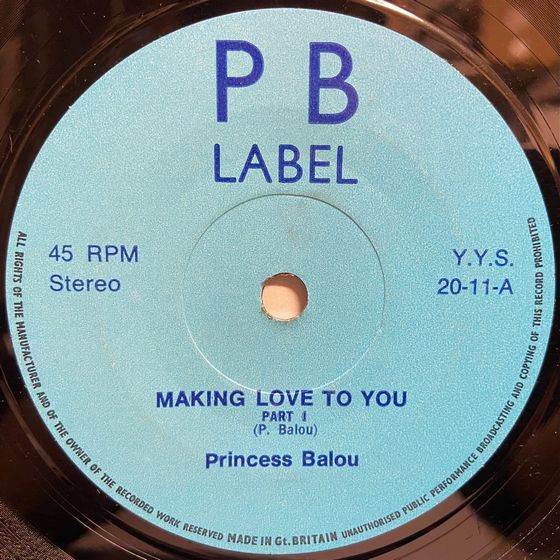 P B
LABEL
45 RPM
Stereo
Y.Y.S.
20-11-A
MAKING LOVE TO YOU
PART I
(P. Balou)
Princess Balou
ALL RIGHTS OF THE MANUFACTURER AND OF THE OWNER OF THE RECORDED WORK RESERVED MADE IN Gt. BRITAIN UNAUTHORISED PUBLIC PERFORMANCE BROADCASTING AND COPYING OF THIS RECORD PROHIBITED